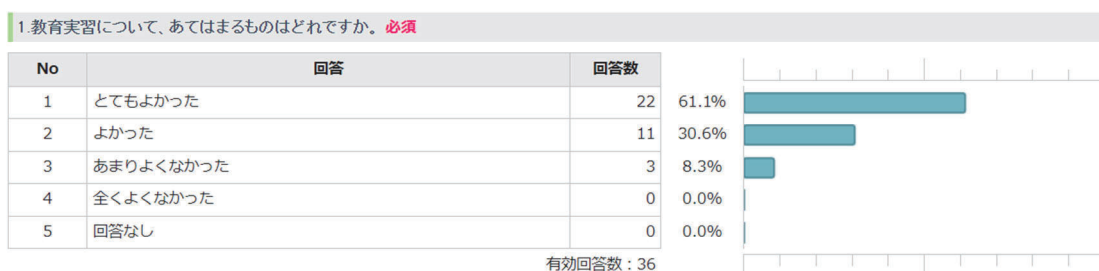 1.教育実習について、あてはまるものはどれですか。 必須
No 回答 回答数
1 とてもよかった 22 61.1%
2 よかった 11 30.6%
3 あまりよくなかった 3 8.3%
4 全くよくなかった 0 0.0%
5 回答なし 0 0.0%
有効回答数：36